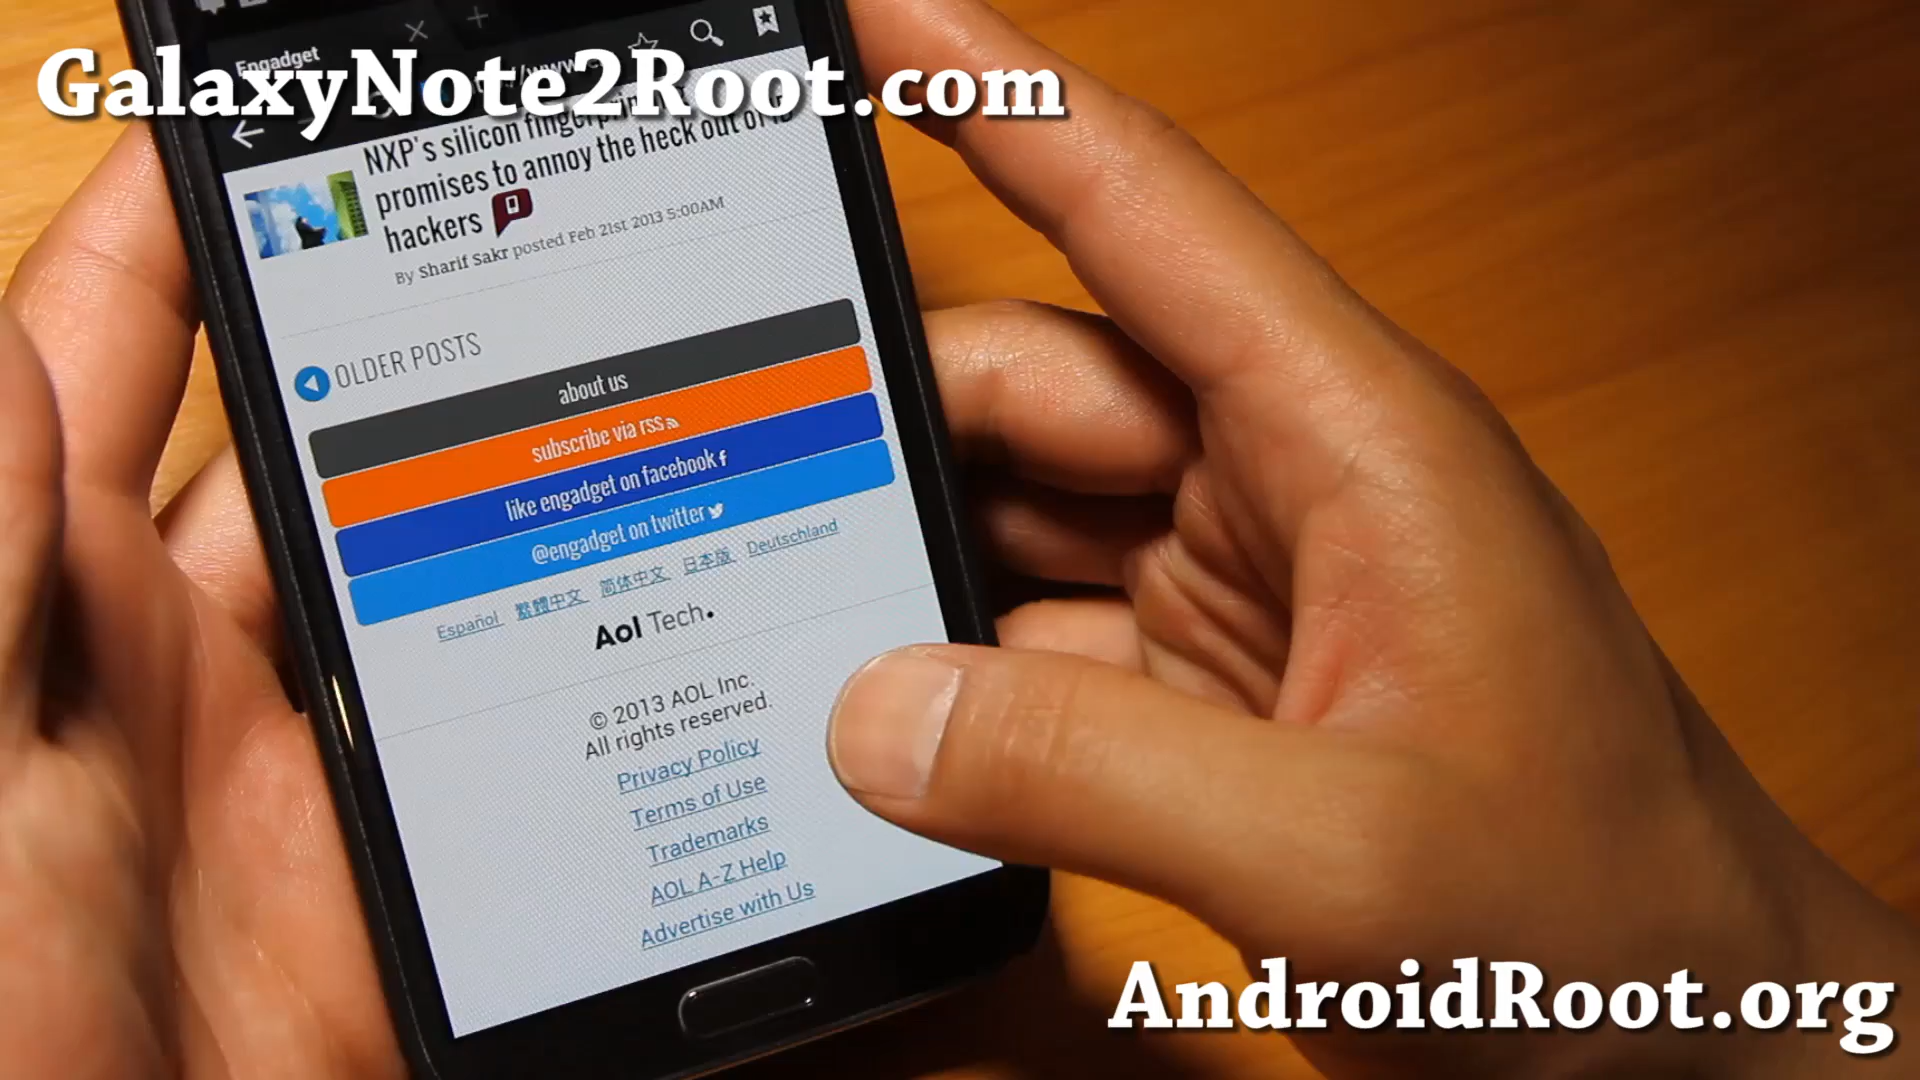 GalaxyNote2Root.com
Engadget
NXP's silicon
promises to annoy the heck out of
hackers
By Sharif Sakr posted Feb 21st 2013 5:00AM
OLDER POSTS
about us
subscribe via rss
like engadget on facebook f
@engadget on twitter
Español 繁體中文 简体中文 日本版 Deutschland
Aol Tech.
© 2013 AOL Inc.
All rights reserved.
Privacy Policy
Terms of Use
Trademarks
AOL A-Z Help
Advertise with Us
AndroidRoot.org